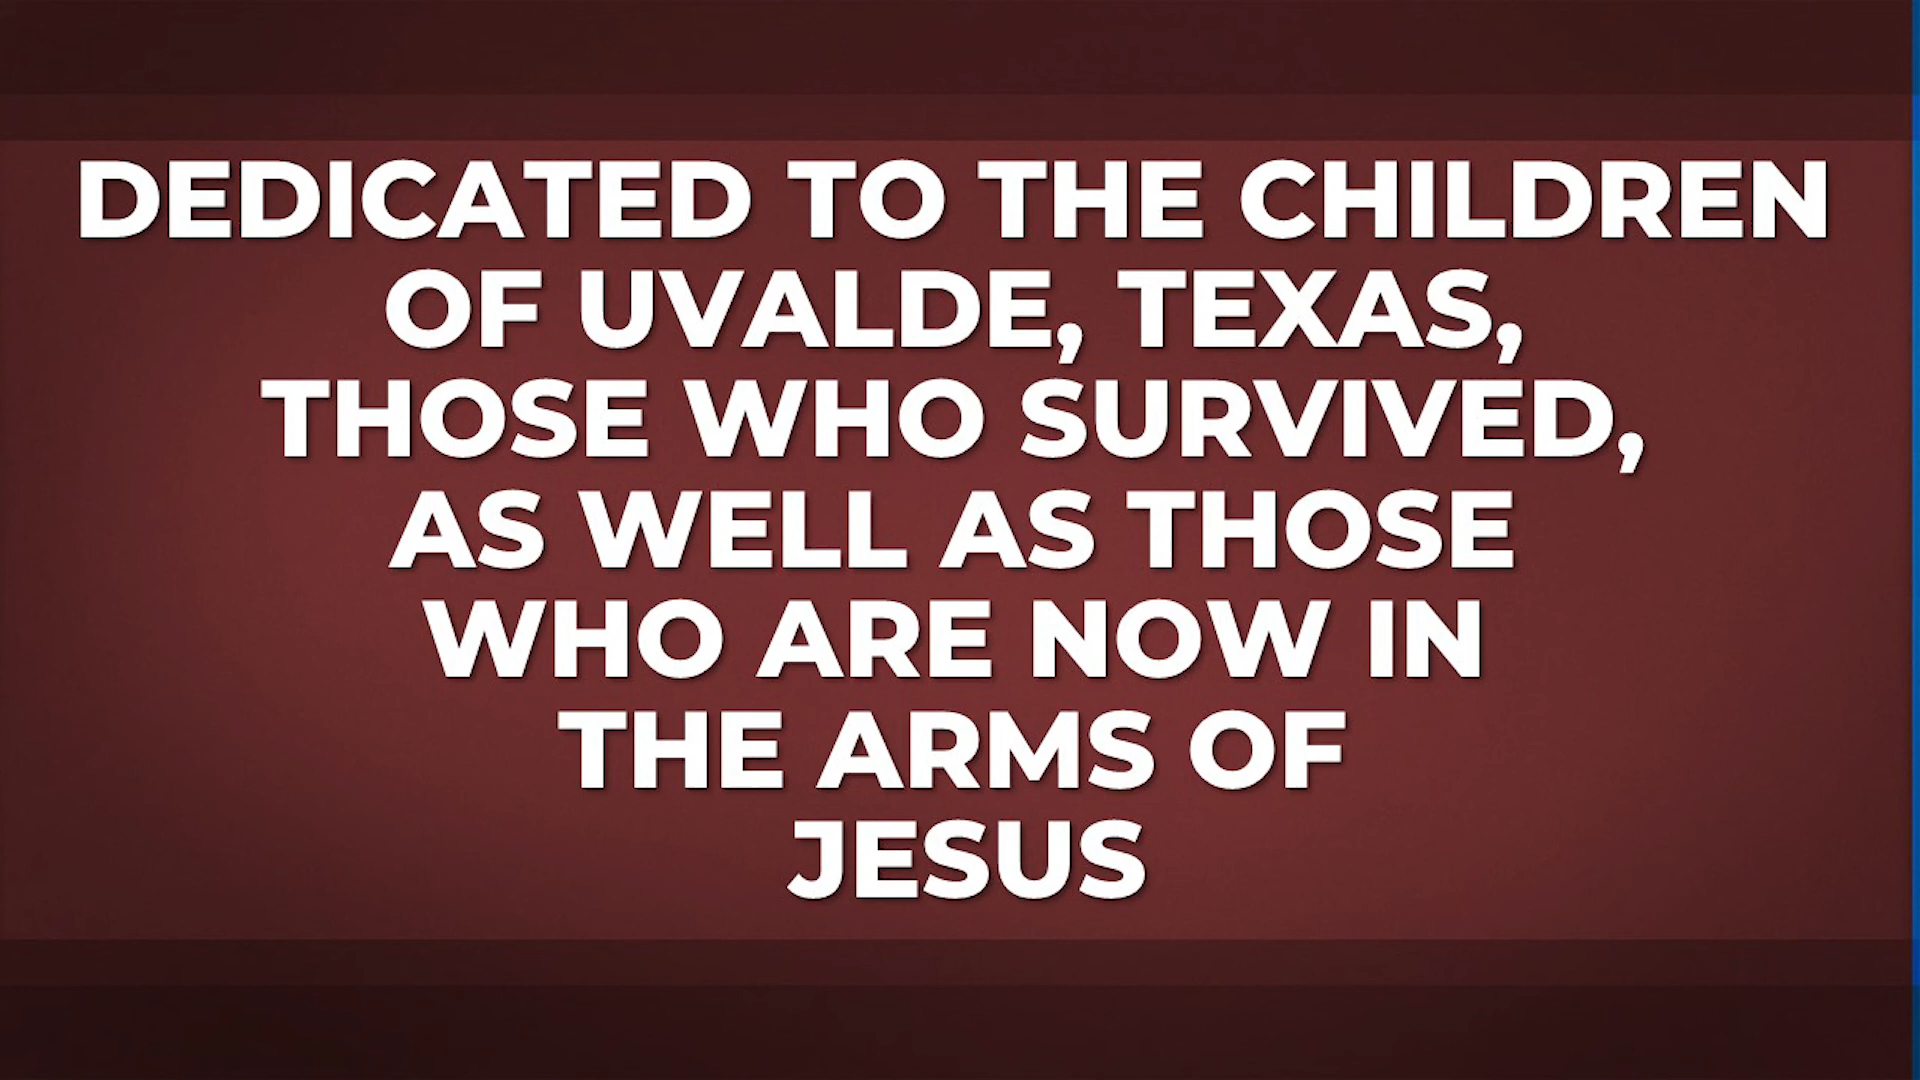 DEDICATED TO THE CHILDREN
OF UVALDE, TEXAS,
THOSE WHO SURVIVED,
AS WELL AS THOSE
WHO ARE NOW IN
THE ARMS OF
JESUS